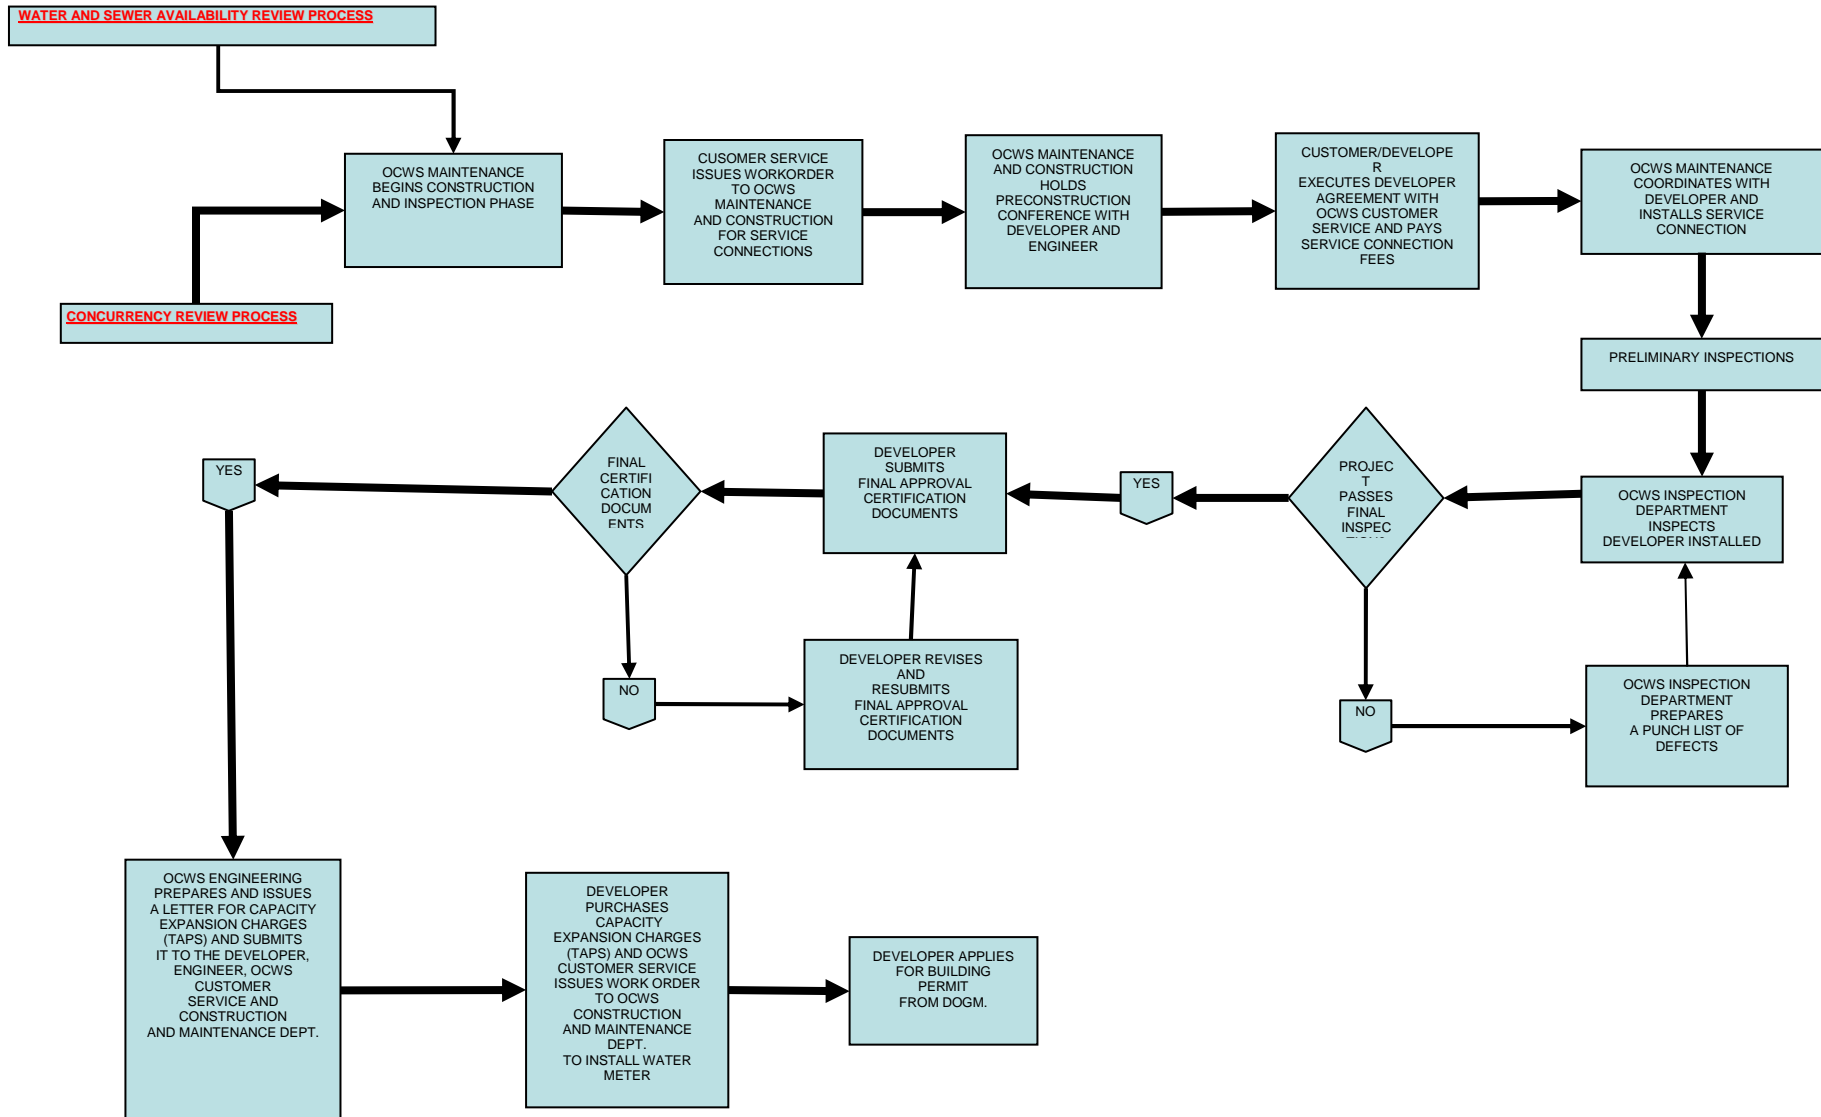 WATER AND SEWER AVAILABILITY REVIEW PROCESS
OCWS MAINTENANCE
BEGINS CONSTRUCTION
AND INSPECTION PHASE
CUSOMER SERVICE
ISSUES WORKORDER
TO OCWS
MAINTENANCE
AND CONSTRUCTION
FOR SERVICE
CONNECTIONS
OCWS MAINTENANCE
AND CONSTRUCTION
HOLDS
PRECONSTRUCTION
CONFERENCE WITH
DEVELOPER AND
ENGINEER
CUSTOMER/DEVELOPE
R
EXECUTES DEVELOPER
AGREEMENT WITH
OCWS CUSTOMER
SERVICE AND PAYS
SERVICE CONNECTION
FEES
OCWS MAINTENANCE
COORDINATES WITH
DEVELOPER AND
INSTALLS SERVICE
CONNECTION
CONCURRENCY REVIEW PROCESS
PRELIMINARY INSPECTIONS
OCWS INSPECTION
DEPARTMENT
INSPECTS
DEVELOPER INSTALLED
PROJEC
T
PASSES
FINAL
INSPEC
YES
DEVELOPER
SUBMITS
FINAL APPROVAL
CERTIFICATION
DOCUMENTS
FINAL
CERTIFI
CATION
DOCUM
ENTS
YES
NO
DEVELOPER REVISES
AND
RESUBMITS
FINAL APPROVAL
CERTIFICATION
DOCUMENTS
NO
OCWS INSPECTION
DEPARTMENT
PREPARES
A PUNCH LIST OF
DEFECTS
OCWS ENGINEERING
PREPARES AND ISSUES
A LETTER FOR CAPACITY
EXPANSION CHARGES
(TAPS) AND SUBMITS
IT TO THE DEVELOPER,
ENGINEER, OCWS
CUSTOMER
SERVICE AND
CONSTRUCTION
AND MAINTENANCE DEPT.
DEVELOPER
PURCHASES
CAPACITY
EXPANSION CHARGES
(TAPS) AND OCWS
CUSTOMER SERVICE
ISSUES WORK ORDER
TO OCWS
CONSTRUCTION
AND MAINTENANCE
DEPT.
TO INSTALL WATER
METER
DEVELOPER APPLIES
FOR BUILDING
PERMIT
FROM DOGM.